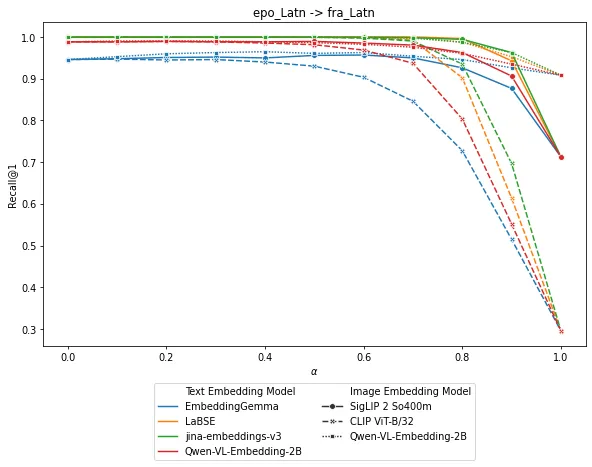 epo_Latn -> fra_Latn
Recall@1
1.0
0.9
0.8
0.7
0.6
0.5
0.4
0.3
0.0 0.2 0.4 0.6 0.8 1.0
α
Text Embedding Model Image Embedding Model
EmbeddingGemma SigLIP 2 So400m
LaBSE CLIP ViT-B/32
jina-embeddings-v3 Qwen-VL-Embedding-2B
Qwen-VL-Embedding-2B